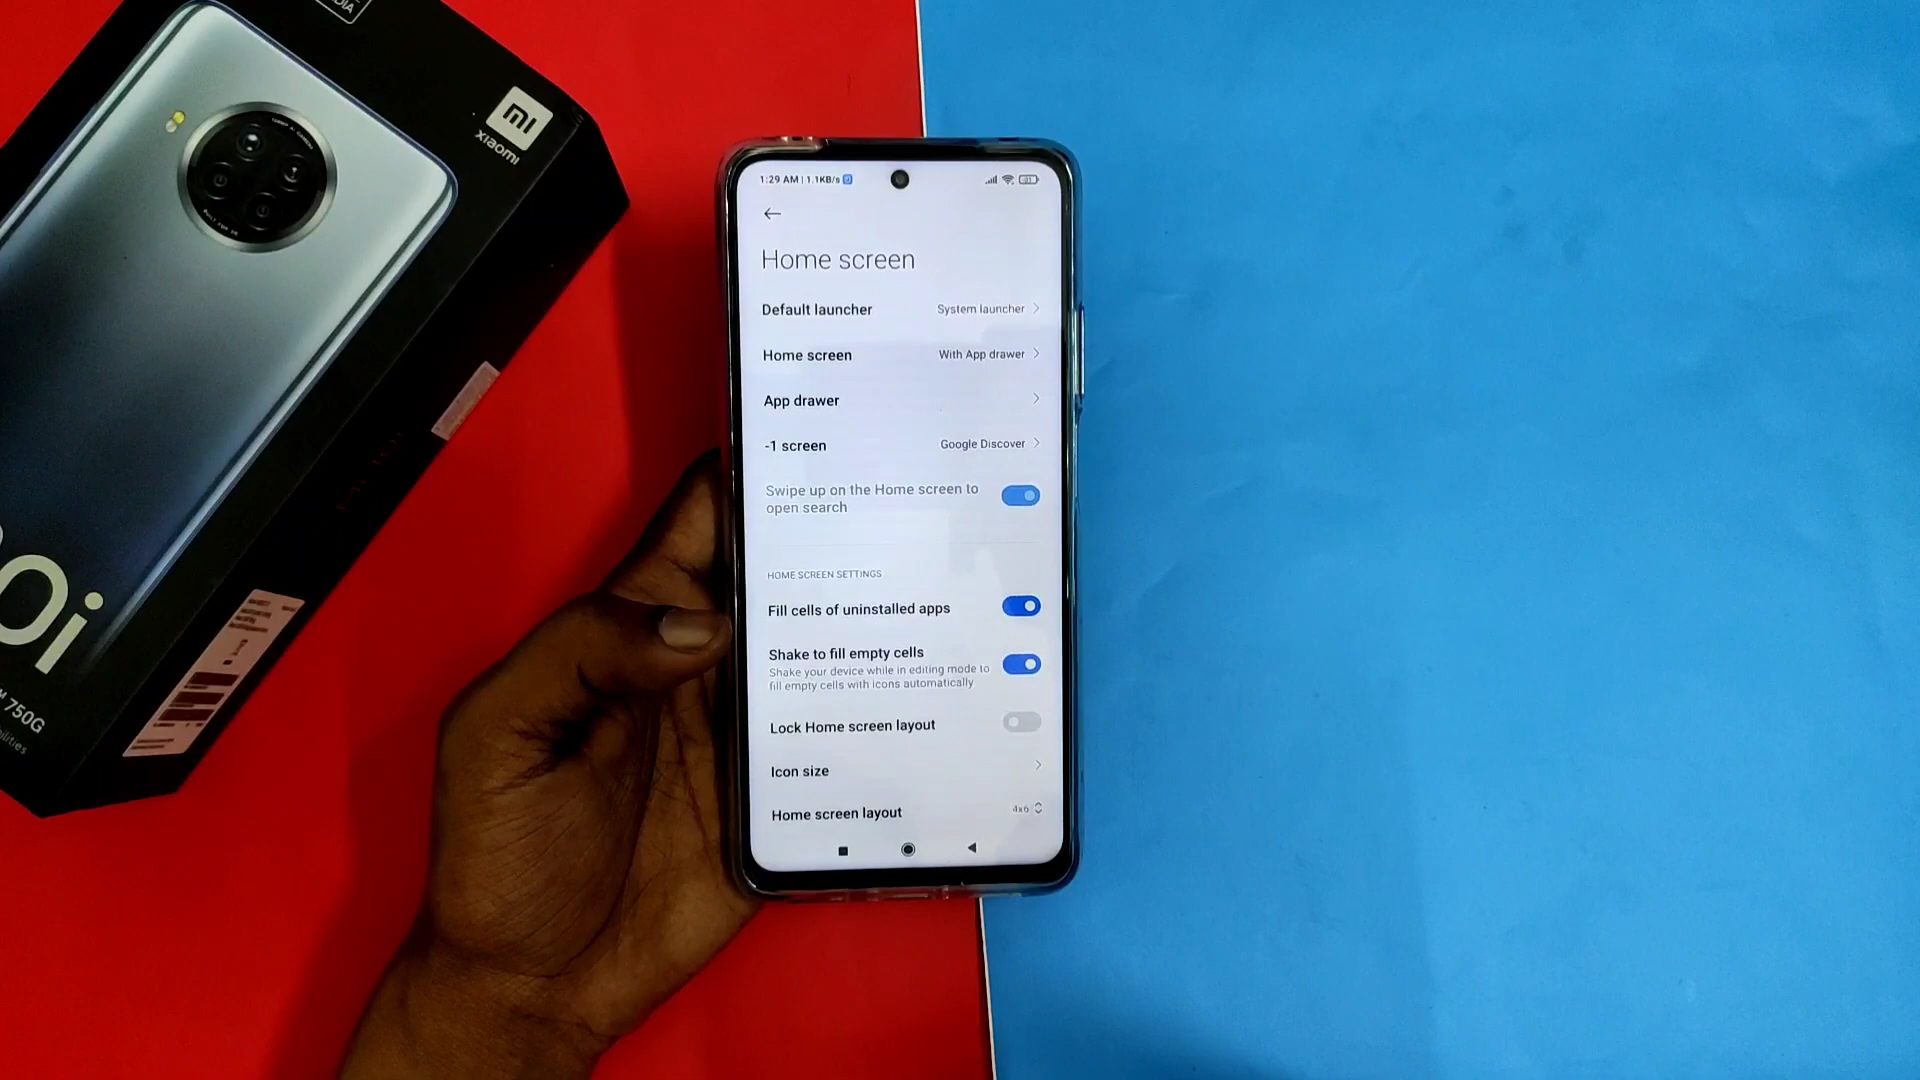 mi
xiaomi
0i
750G
1:29 AM | 1.1KB/s
Home screen
Default launcher System launcher
Home screen With App drawer
App drawer
-1 screen Google Discover
Swipe up on the Home screen to
open search
HOME SCREEN SETTINGS
Fill cells of uninstalled apps
Shake to fill empty cells
Shake your device while in editing mode to
fill empty cells with icons automatically
Lock Home screen layout
Icon size
Home screen layout 4x6